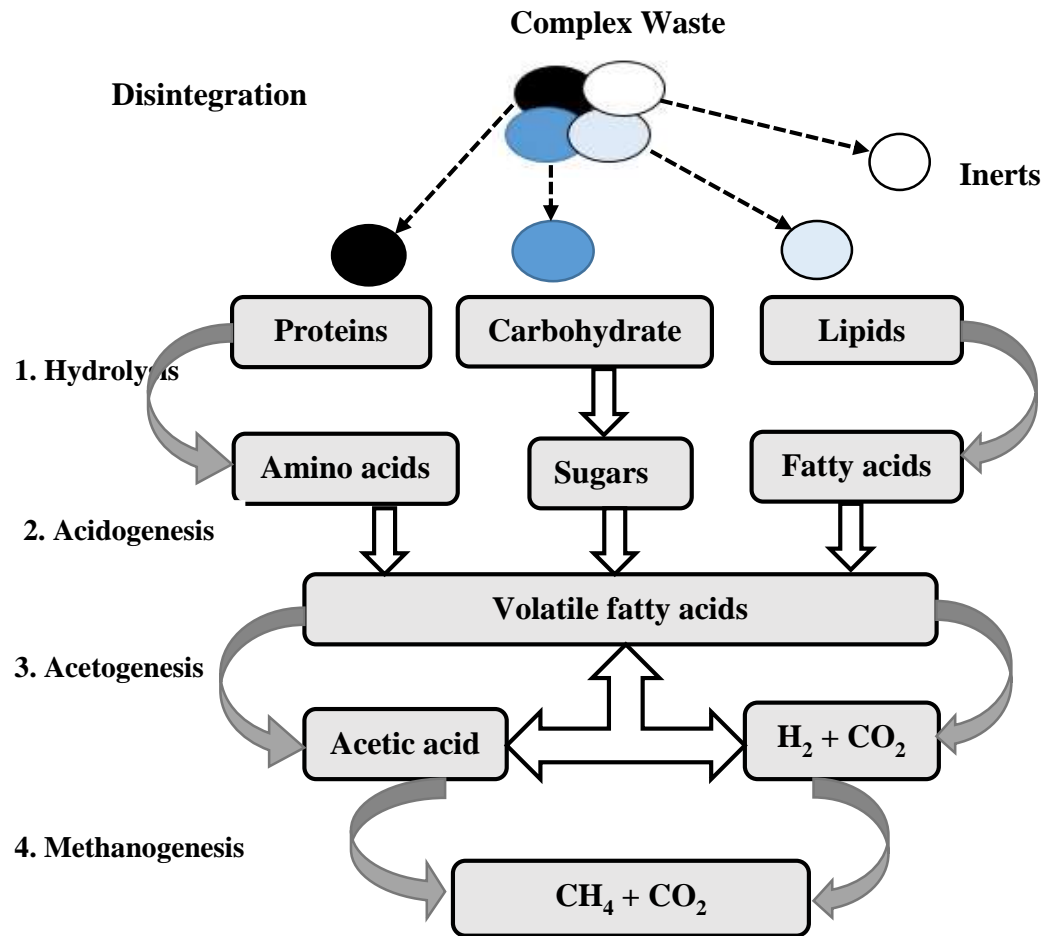 Complex Waste
Disintegration
Inerts
Proteins
Carbohydrate
Lipids
1. Hydrolysis
Amino acids
Sugars
Fatty acids
2. Acidogenesis
Volatile fatty acids
3. Acetogenesis
Acetic acid
H₂ + CO₂
4. Methanogenesis
CH₄ + CO₂